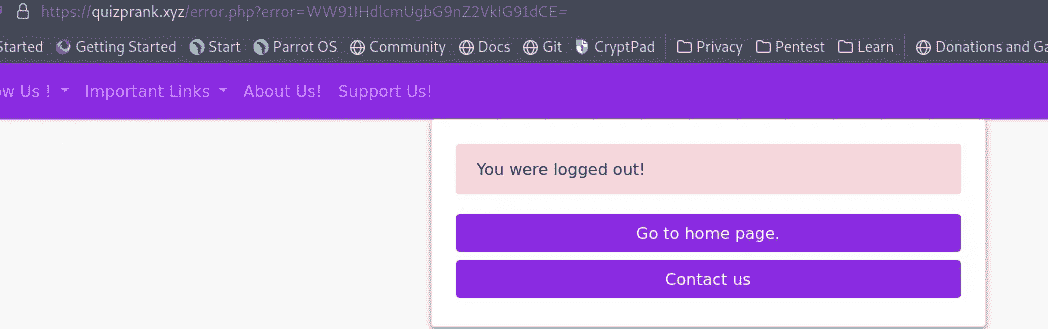 https://quizprank.xyz/error.php?error=WW91IHdlcmUgbG9nZ2VkIG91dCE=
Started Getting Started Start Parrot OS Community Docs Git CryptPad Privacy Pentest Learn Donations and Ga
ow Us ! Important Links About Us! Support Us!
You were logged out!
Go to home page.
Contact us